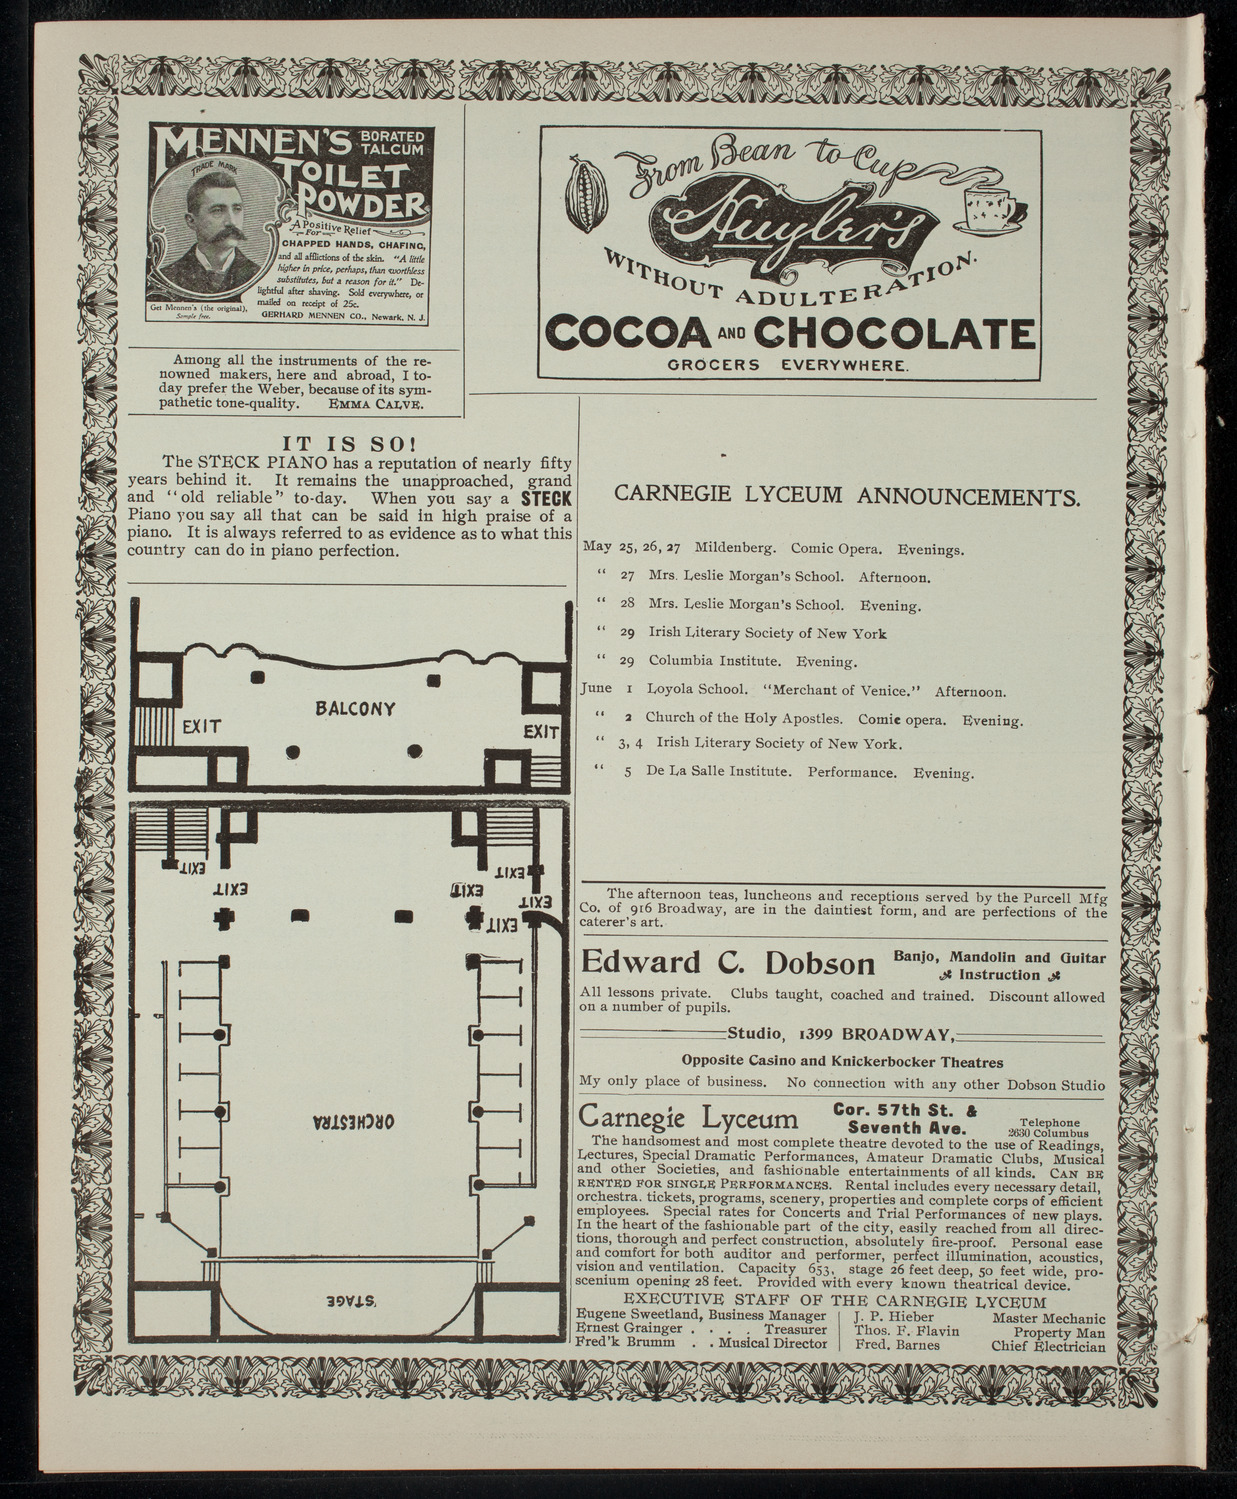 MENNEN'S BORATED
TALCUM
TOILET
POWDER
TRADE MARK
A Positive Relief
For
CHAPPED HANDS, CHAFING,
and all afflictions of the skin. "A little
higher in price, perhaps, than worthless
substitutes, but a reason for it." De-
lightful after shaving. Sold everywhere, or
mailed on receipt of 25c.
Get Mennen's (the original),
Sample free.
GERHARD MENNEN CO., Newark, N. J.
From Bean to Cup
Huyler's
WITHOUT ADULTERATION.
COCOA AND CHOCOLATE
GROCERS EVERYWHERE.
Among all the instruments of the re-
nowned makers, here and abroad, I to-
day prefer the Weber, because of its sym-
pathetic tone-quality. EMMA CALVE.
IT IS SO!
The STECK PIANO has a reputation of nearly fifty
years behind it. It remains the unapproached, grand
and "old reliable" to-day. When you say a STECK
Piano you say all that can be said in high praise of a
piano. It is always referred to as evidence as to what this
country can do in piano perfection.
BALCONY
EXIT
EXIT
EXIT
EXIT
EXIT
EXIT
EXIT
EXIT
ORCHESTRA
STAGE
CARNEGIE LYCEUM ANNOUNCEMENTS.
May 25, 26, 27 Mildenberg. Comic Opera. Evenings.
" 27 Mrs. Leslie Morgan's School. Afternoon.
" 28 Mrs. Leslie Morgan's School. Evening.
" 29 Irish Literary Society of New York
" 29 Columbia Institute. Evening.
June 1 Loyola School. "Merchant of Venice." Afternoon.
" 2 Church of the Holy Apostles. Comic opera. Evening.
" 3, 4 Irish Literary Society of New York.
" 5 De La Salle Institute. Performance. Evening.
The afternoon teas, luncheons and receptions served by the Purcell Mfg
Co. of 916 Broadway, are in the daintiest form, and are perfections of the
caterer's art.
Edward C. Dobson Banjo, Mandolin and Guitar
Instruction
All lessons private. Clubs taught, coached and trained. Discount allowed
on a number of pupils.
Studio, 1399 BROADWAY,
Opposite Casino and Knickerbocker Theatres
My only place of business. No connection with any other Dobson Studio
Carnegie Lyceum Cor. 57th St. &
Seventh Ave.
Telephone
2630 Columbus
The handsomest and most complete theatre devoted to the use of Readings,
Lectures, Special Dramatic Performances, Amateur Dramatic Clubs, Musical
and other Societies, and fashionable entertainments of all kinds. CAN BE
RENTED FOR SINGLE PERFORMANCES. Rental includes every necessary detail,
orchestra. tickets, programs, scenery, properties and complete corps of efficient
employees. Special rates for Concerts and Trial Performances of new plays.
In the heart of the fashionable part of the city, easily reached from all direc-
tions, thorough and perfect construction, absolutely fire-proof. Personal ease
and comfort for both auditor and performer, perfect illumination, acoustics,
vision and ventilation. Capacity 653, stage 26 feet deep, 50 feet wide, pro-
scenium opening 28 feet. Provided with every known theatrical device.
EXECUTIVE STAFF OF THE CARNEGIE LYCEUM
Eugene Sweetland, Business Manager
Ernest Grainger . . . . Treasurer
Fred'k Brumm . . Musical Director
J. P. Hieber Master Mechanic
Thos. F. Flavin Property Man
Fred. Barnes Chief Electrician